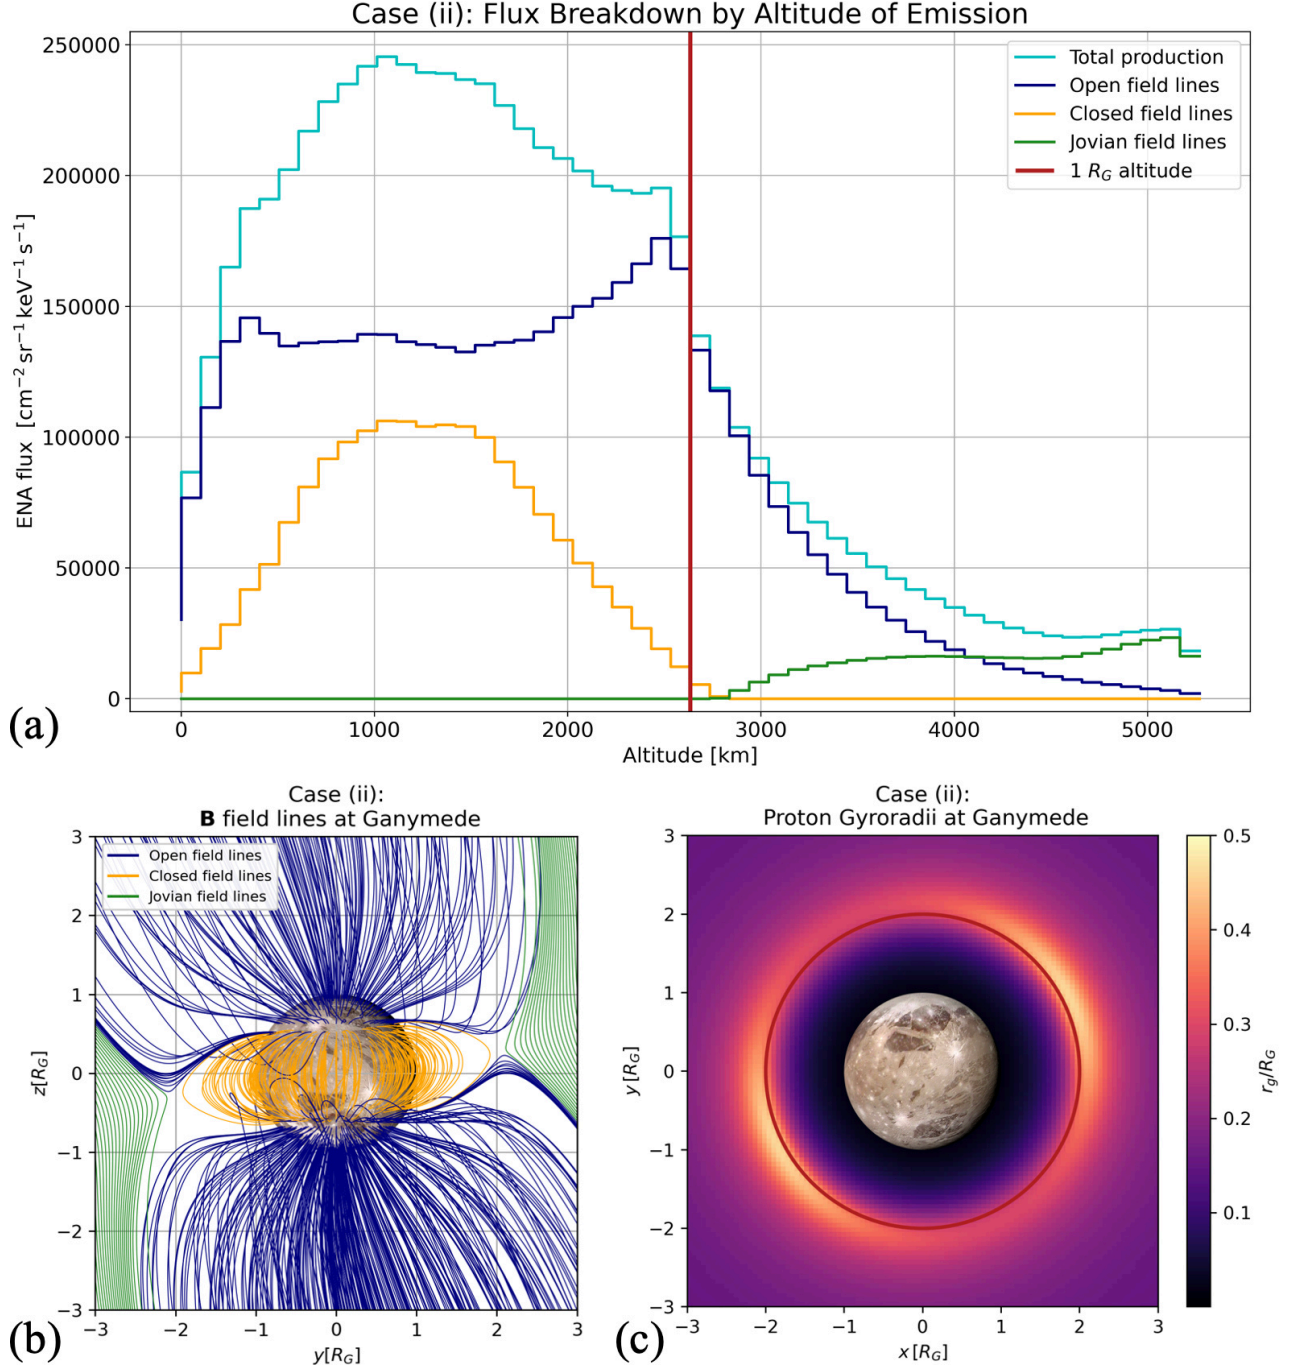 Case (ii): Flux Breakdown by Altitude of Emission
250000
200000
150000
100000
50000
0
ENA flux [cm⁻² sr⁻¹ keV⁻¹ s⁻¹]
Total production
Open field lines
Closed field lines
Jovian field lines
1 R_G altitude
0 1000 2000 3000 4000 5000
Altitude [km]
(a)
Case (ii):
B field lines at Ganymede
Open field lines
Closed field lines
Jovian field lines
3
2
1
0
−1
−2
−3
z[R_G]
−3 −2 −1 0 1 2 3
y[R_G]
(b)
Case (ii):
Proton Gyroradii at Ganymede
3
2
1
0
−1
−2
−3
y [R_G]
−3 −2 −1 0 1 2 3
x [R_G]
0.5
0.4
0.3
0.2
0.1
r_g/R_G
(c)